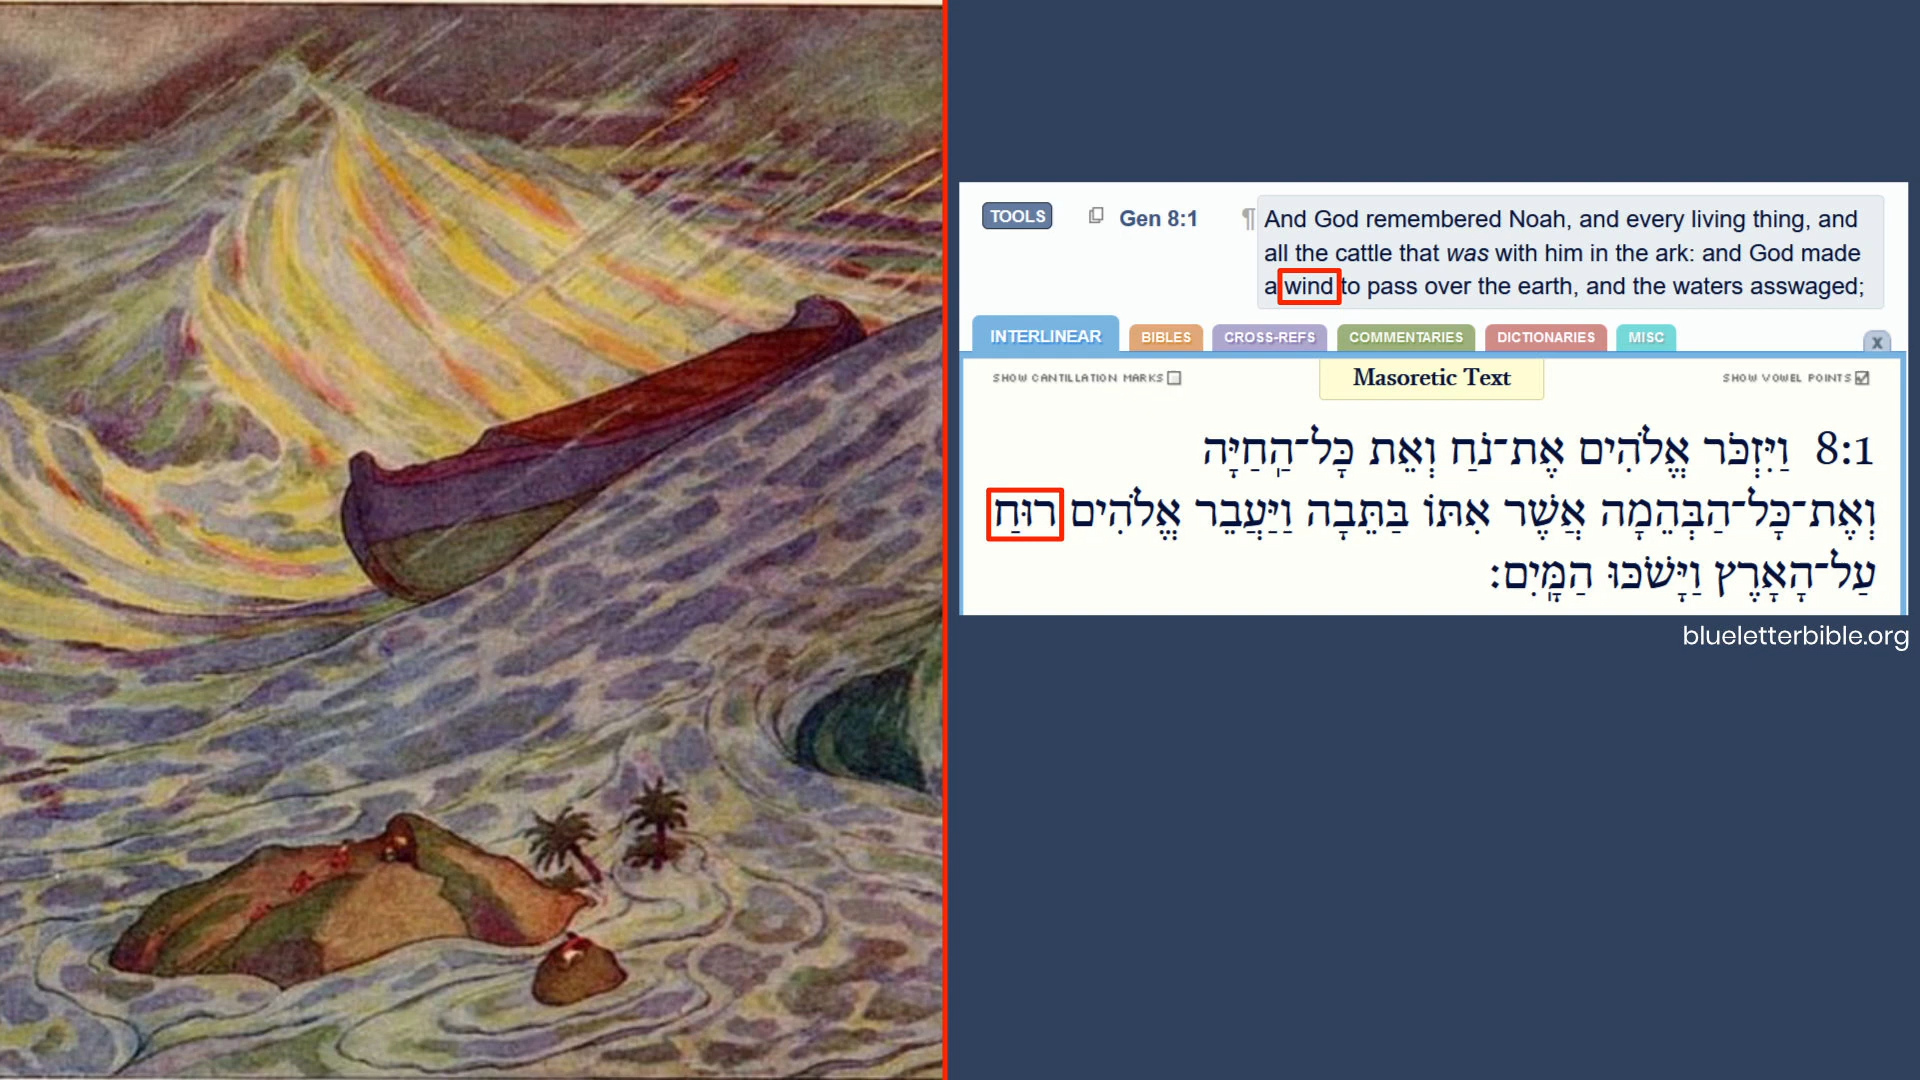 TOOLS Gen 8:1 ¶ And God remembered Noah, and every living thing, and
all the cattle that was with him in the ark: and God made
a wind to pass over the earth, and the waters asswaged;
INTERLINEAR BIBLES CROSS-REFS COMMENTARIES DICTIONARIES MISC X
SHOW CANTILLATION MARKS Masoretic Text SHOW VOWEL POINTS
8:1 וַיִּזְכֹּר אֱלֹהִים אֶת־נֹחַ וְאֵת כָּל־הַחַיָּה
וְאֶת־כָּל־הַבְּהֵמָה אֲשֶׁר אִתּוֹ בַּתֵּבָה וַיַּעֲבֵר אֱלֹהִים רוּחַ
עַל־הָאָרֶץ וַיָּשֹׁכּוּ הַמָּיִם׃
blueletterbible.org